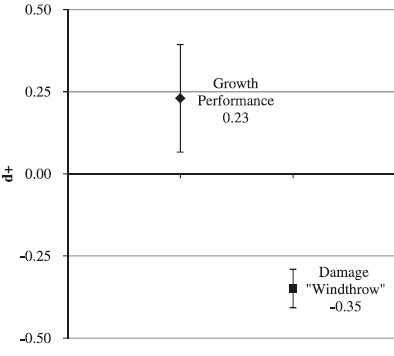 0.50
0.25
Growth
Performance
0.23
0.00
d+
-0.25
Damage
"Windthrow"
-0.35
-0.50